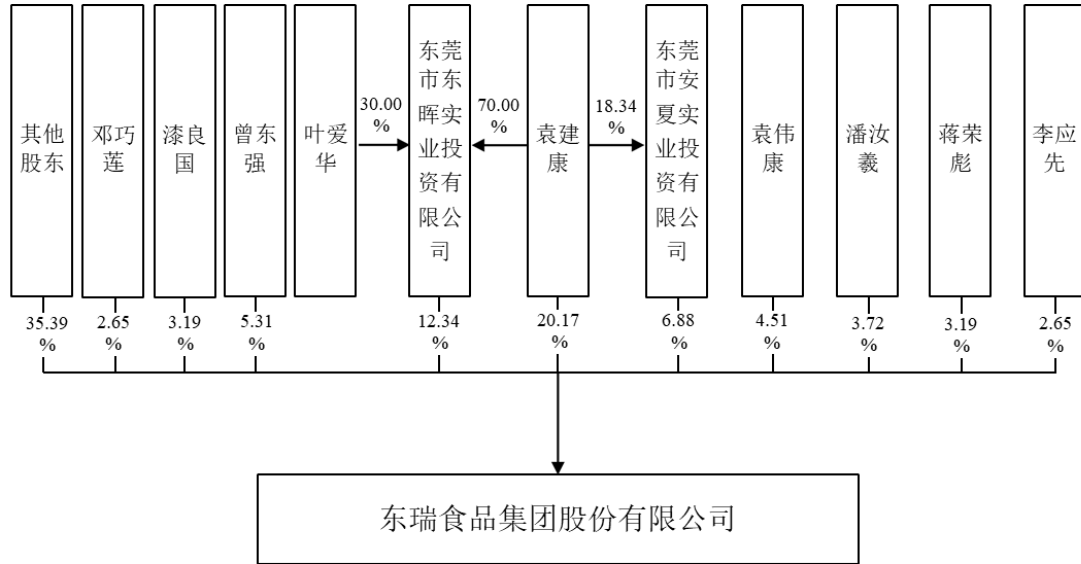 其他
股东
邓巧
莲
漆良
国
曾东
强
叶爱
华
30.00
%
东莞
市东
晖实
业投
资有
限公
司
70.00
%
袁建
康
18.34
%
东莞
市安
夏实
业投
资有
限公
司
袁伟
康
潘汝
羲
蒋荣
彪
李应
先
35.39
%
2.65
%
3.19
%
5.31
%
12.34
%
20.17
%
6.88
%
4.51
%
3.72
%
3.19
%
2.65
%
东瑞食品集团股份有限公司